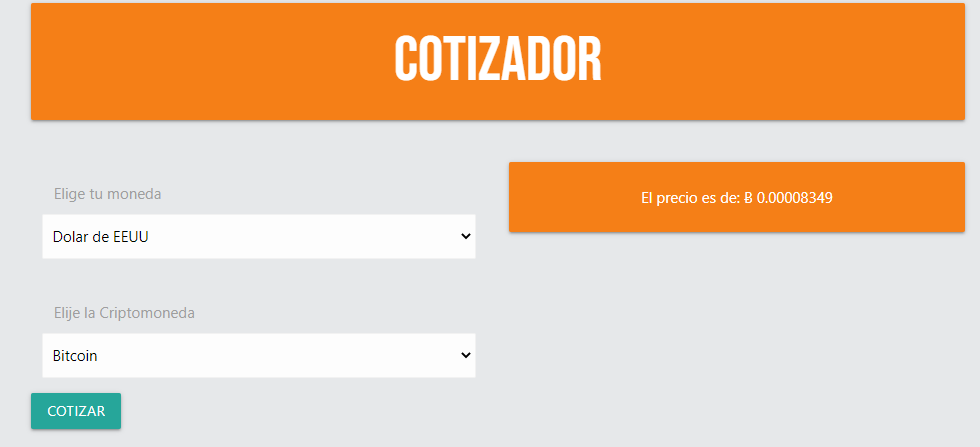 COTIZADOR
Elige tu moneda
Dolar de EEUU
Elije la Criptomoneda
Bitcoin
COTIZAR
El precio es de: Ƀ 0.00008349